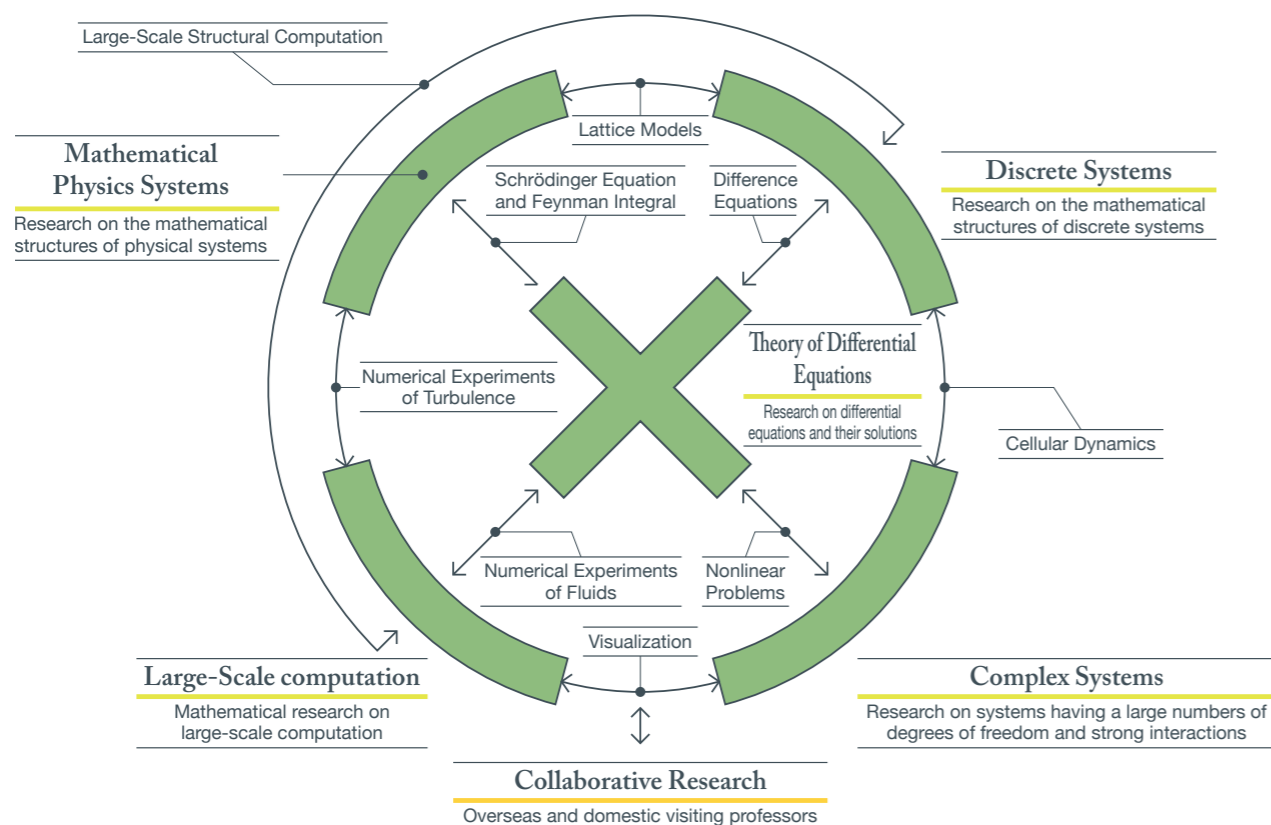 Large-Scale Structural Computation
Lattice Models
Mathematical
Physics Systems
Research on the mathematical
structures of physical systems
Schrödinger Equation
and Feynman Integral
Difference
Equations
Discrete Systems
Research on the mathematical
structures of discrete systems
Numerical Experiments
of Turbulence
Theory of Differential
Equations
Research on differential
equations and their solutions
Cellular Dynamics
Numerical Experiments
of Fluids
Nonlinear
Problems
Visualization
Large-Scale computation
Mathematical research on
large-scale computation
Complex Systems
Research on systems having a large numbers of
degrees of freedom and strong interactions
Collaborative Research
Overseas and domestic visiting professors